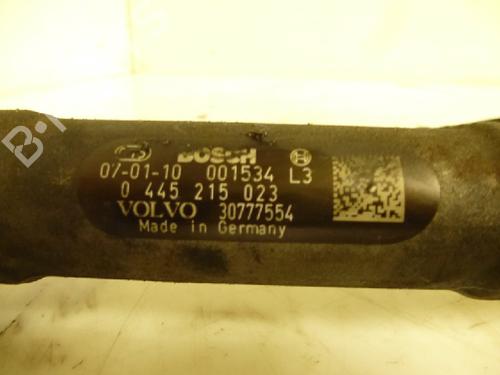 BOSCH
07-01-10 001534 L3
0 445 215 023
VOLVO 30777554
Made in Germany